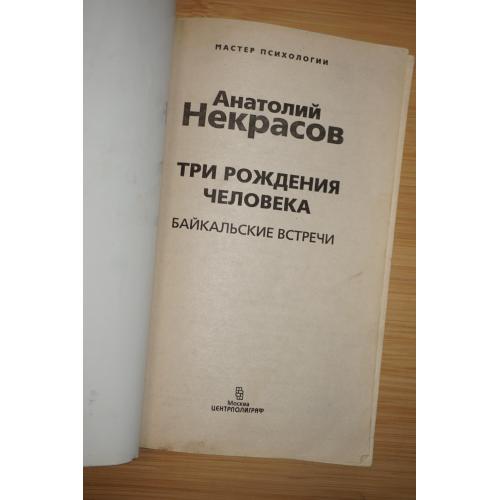 МАСТЕР ПСИХОЛОГИИ
Анатолий
Некрасов
ТРИ РОЖДЕНИЯ
ЧЕЛОВЕКА
БАЙКАЛЬСКИЕ ВСТРЕЧИ
Москва
ЦЕНТРПОЛИГРАФ